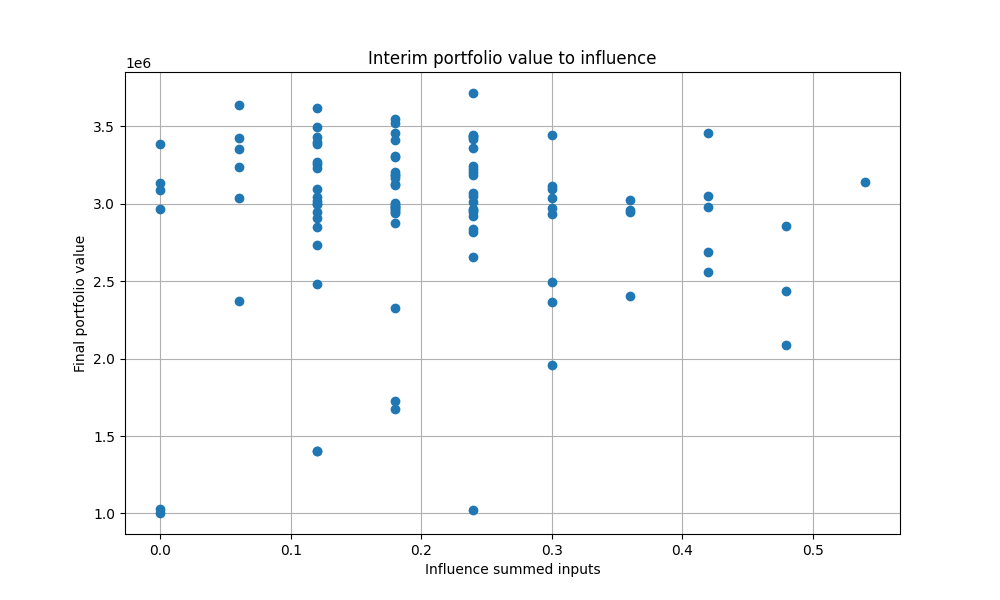 Interim portfolio value to influence
1e6
3.5
3.0
2.5
2.0
1.5
1.0
Final portfolio value
0.0 0.1 0.2 0.3 0.4 0.5
Influence summed inputs